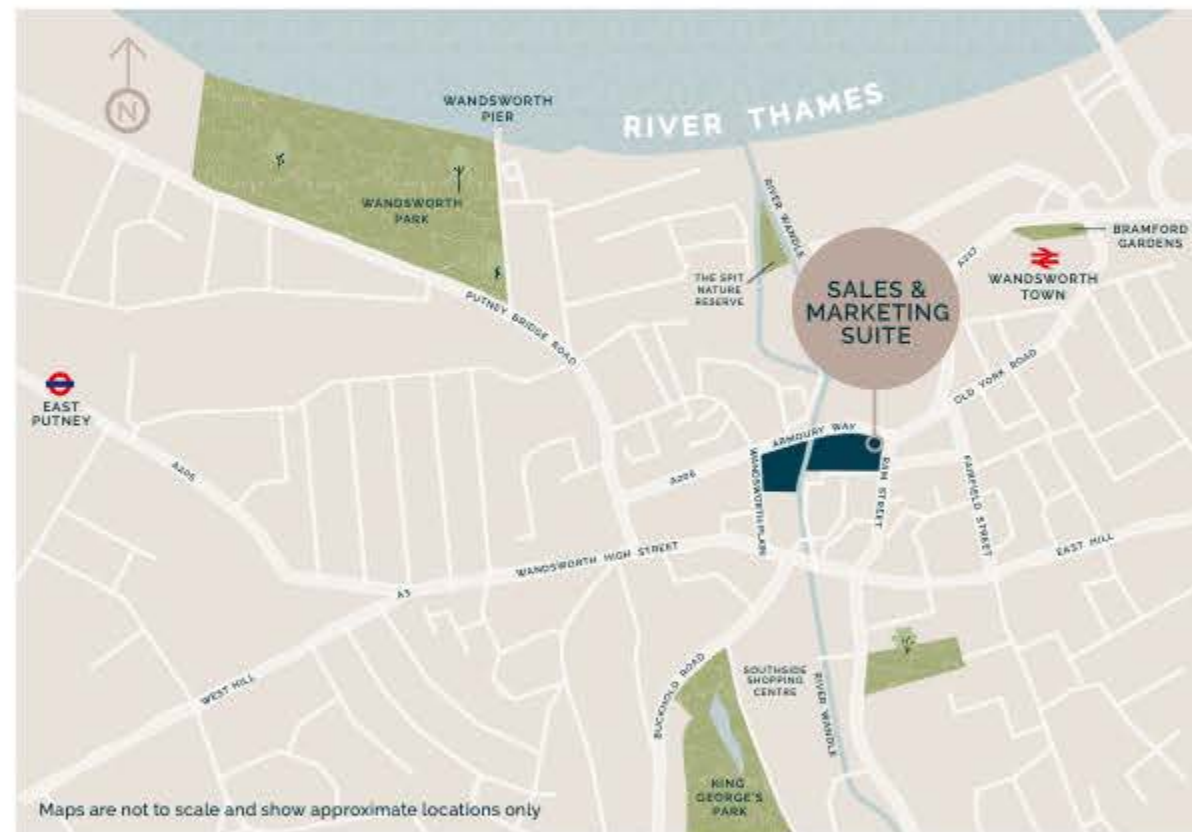 N
WANDSWORTH
PIER
RIVER THAMES
WANDSWORTH
PARK
RIVER WANDLE
BRAMFORD
GARDENS
A217
THE SPIT
NATURE
RESERVE
WANDSWORTH
TOWN
SALES &
MARKETING
SUITE
PUTNEY BRIDGE ROAD
OLD YORK ROAD
EAST
PUTNEY
ARMOURY WAY
A205
A205
WANDSWORTH PLAIN
RAM STREET
FAIRFIELD STREET
WANDSWORTH HIGH STREET
EAST HILL
A3
WEST HILL
BUCKHOLD ROAD
SOUTHSIDE
SHOPPING
CENTRE
RIVER WANDLE
KING
GEORGE'S
PARK
Maps are not to scale and show approximate locations only